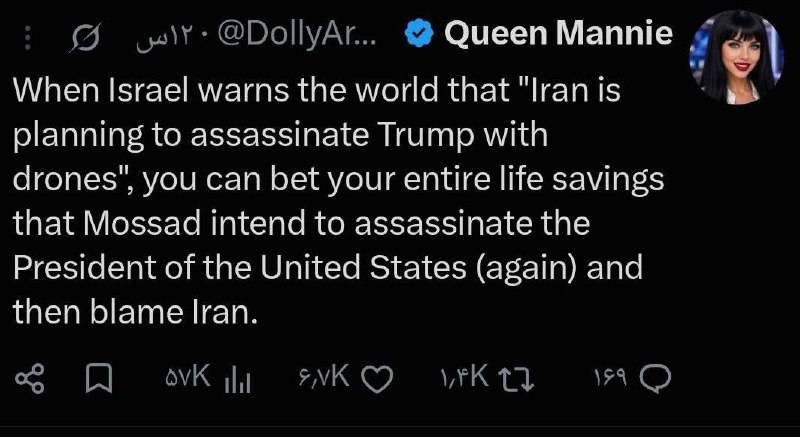 Queen Mannie @DollyAr... · ۱۲س
When Israel warns the world that "Iran is
planning to assassinate Trump with
drones", you can bet your entire life savings
that Mossad intend to assassinate the
President of the United States (again) and
then blame Iran.
۱۶۹ ۱٫۴K ۶٫۷K ۵۷K